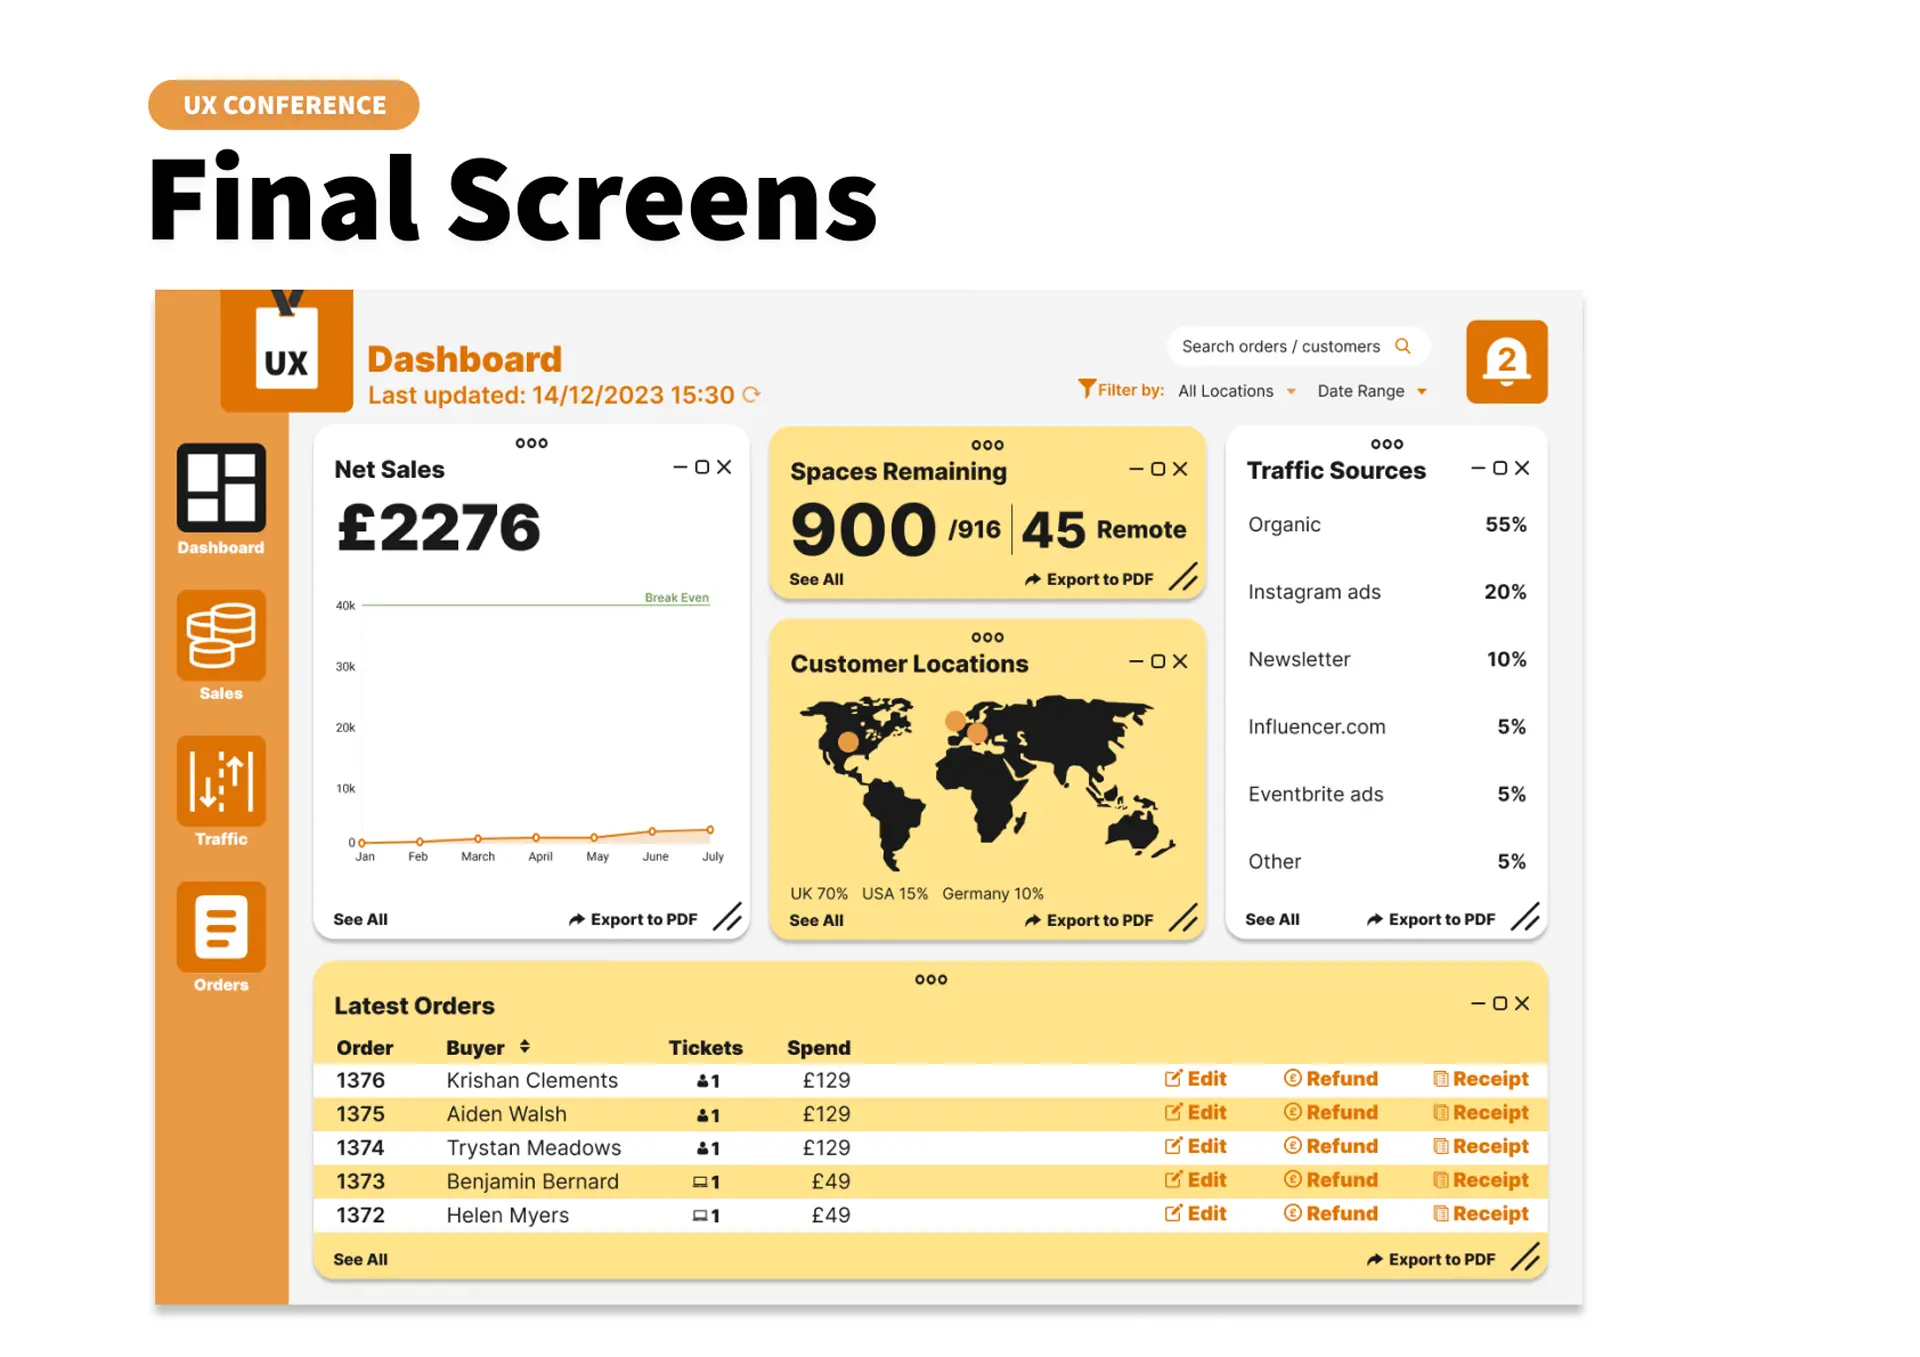 UX CONFERENCE
Final Screens
UX
Dashboard
Last updated: 14/12/2023 15:30
Search orders / customers
Filter by: All Locations Date Range
2
Dashboard
Sales
Traffic
Orders
Net Sales
£2276
Break Even
40k
30k
20k
10k
0
Jan Feb March April May June July
See All Export to PDF
Spaces Remaining
900 /916 45 Remote
See All Export to PDF
Customer Locations
UK 70% USA 15% Germany 10%
See All Export to PDF
Traffic Sources
Organic 55%
Instagram ads 20%
Newsletter 10%
Influencer.com 5%
Eventbrite ads 5%
Other 5%
See All Export to PDF
Latest Orders
Order Buyer Tickets Spend
1376 Krishan Clements 1 £129 Edit £ Refund Receipt
1375 Aiden Walsh 1 £129 Edit £ Refund Receipt
1374 Trystan Meadows 1 £129 Edit £ Refund Receipt
1373 Benjamin Bernard 1 £49 Edit £ Refund Receipt
1372 Helen Myers 1 £49 Edit £ Refund Receipt
See All Export to PDF